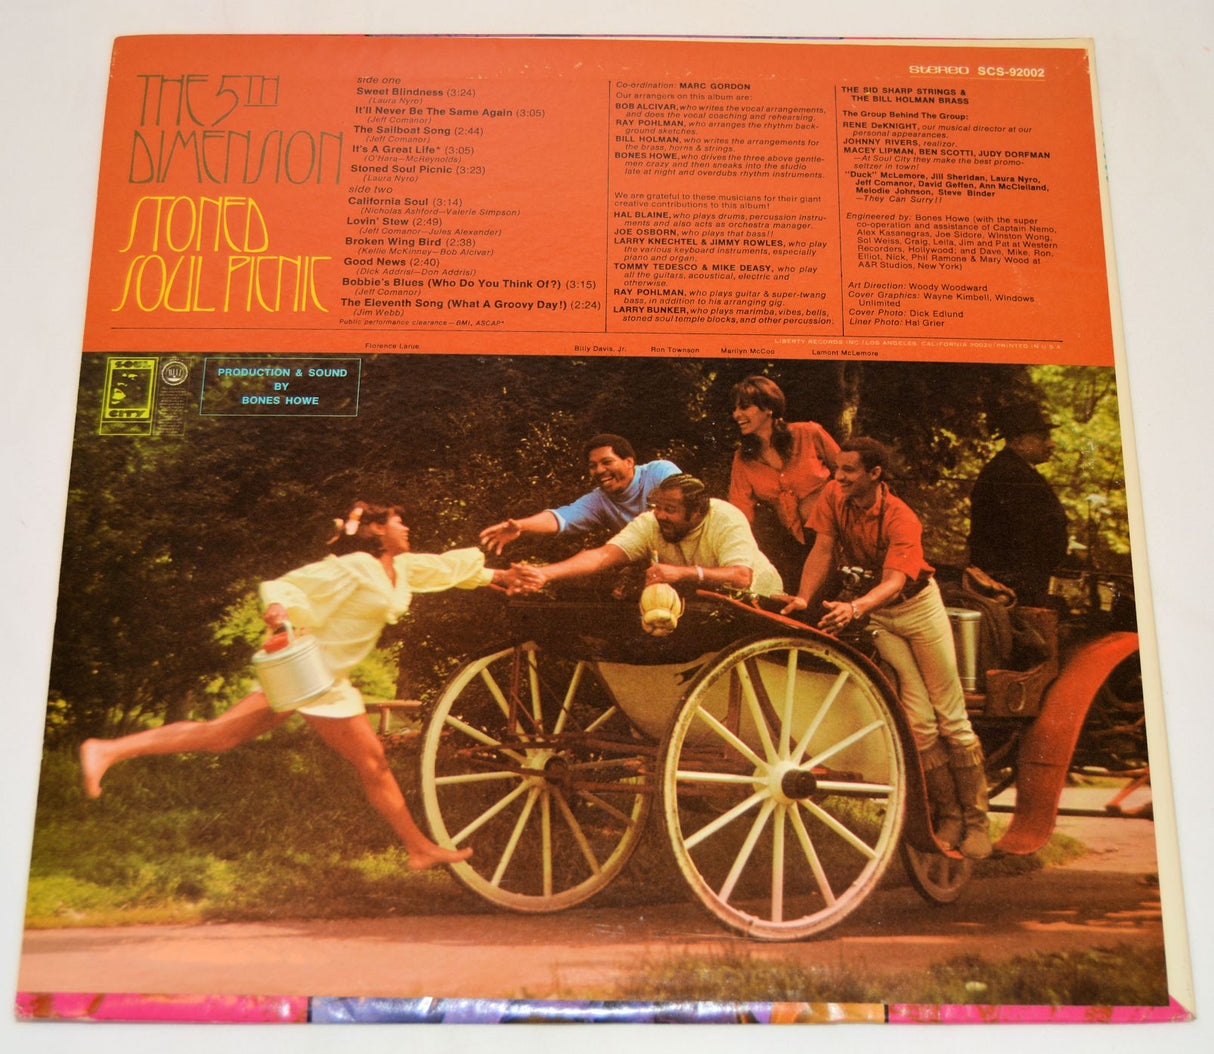 THE 5TH
DIMENSION
STONED
SOUL PICNIC
side one
Sweet Blindness (3:24)
(Laura Nyro)
It'll Never Be The Same Again (3:05)
(Jeff Comanor)
The Sailboat Song (2:44)
(Jeff Comanor)
It's A Great Life* (3:05)
(O'Hara—McReynolds)
Stoned Soul Picnic (3:23)
(Laura Nyro)
side two
California Soul (3:14)
(Nicholas Ashford—Valerie Simpson)
Lovin' Stew (2:49)
(Jeff Comanor—Jules Alexander)
Broken Wing Bird (2:38)
(Kellie McKinney—Bob Alcivar)
Good News (2:40)
(Dick Addrisi—Don Addrisi)
Bobbie's Blues (Who Do You Think Of?) (3:15)
(Jeff Comanor)
The Eleventh Song (What A Groovy Day!) (2:24)
(Jim Webb)
Public performance clearance—BMI, ASCAP*
Co-ordination: MARC GORDON
Our arrangers on this album are:
BOB ALCIVAR, who writes the vocal arrangements,
and does the vocal coaching and rehearsing.
RAY POHLMAN, who arranges the rhythm back-
ground sketches.
BILL HOLMAN, who writes the arrangements for
the brass, horns & strings.
BONES HOWE, who drives the three above gentle-
men crazy and then sneaks into the studio
late at night and overdubs rhythm instruments.
We are grateful to these musicians for their giant
creative contributions to this album!
HAL BLAINE, who plays drums, percussion instru-
ments and also acts as orchestra manager.
JOE OSBORN, who plays that bass!!
LARRY KNECHTEL & JIMMY ROWLES, who play
the various keyboard instruments, especially
piano and organ.
TOMMY TEDESCO & MIKE DEASY, who play
all the guitars, acoustical, electric and
otherwise.
RAY POHLMAN, who plays guitar & super-twang
bass, in addition to his arranging gig.
LARRY BUNKER, who plays marimba, vibes, bells,
stoned soul temple blocks, and other percussion.
stereo SCS-92002
THE SID SHARP STRINGS &
THE BILL HOLMAN BRASS
The Group Behind The Group:
RENE DeKNIGHT, our musical director at our
personal appearances.
JOHNNY RIVERS, realizor.
MACEY LIPMAN, BEN SCOTTI, JUDY DORFMAN
—At Soul City they make the best promo-
seltzer in town!
"Duck" McLemore, Jill Sheridan, Laura Nyro,
Jeff Comanor, David Geffen, Ann McClelland,
Melodie Johnson, Steve Binder
—They Can Surry!!
Engineered by: Bones Howe (with the super
co-operation and assistance of Captain Nemo,
Alex Kasanegras, Joe Sidore, Winston Wong,
Sol Weiss, Craig, Leila, Jim and Pat at Western
Recorders, Hollywood; and Dave, Mike, Ron,
Elliot, Nick, Phil Ramone & Mary Wood at
A&R Studios, New York)
Art Direction: Woody Woodward
Cover Graphics: Wayne Kimbell, Windows
Unlimited
Cover Photo: Dick Edlund
Liner Photo: Hal Grier
LIBERTY RECORDS INC./LOS ANGELES, CALIFORNIA 90028/PRINTED IN U.S.A.
Florence Larue
Billy Davis, Jr.
Ron Townson
Marilyn McCoo
Lamont McLemore
SOUL
CITY
PRODUCTION & SOUND
BY
BONES HOWE